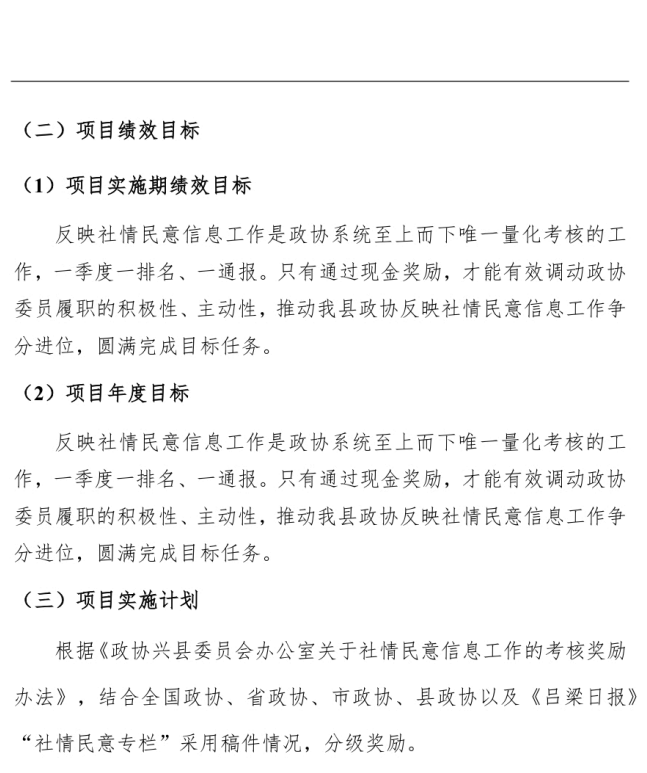 （二）项目绩效目标
（1）项目实施期绩效目标
反映社情民意信息工作是政协系统至上而下唯一量化考核的工
作，一季度一排名、一通报。只有通过现金奖励，才能有效调动政协
委员履职的积极性、主动性，推动我县政协反映社情民意信息工作争
分进位，圆满完成目标任务。
（2）项目年度目标
反映社情民意信息工作是政协系统至上而下唯一量化考核的工
作，一季度一排名、一通报。只有通过现金奖励，才能有效调动政协
委员履职的积极性、主动性，推动我县政协反映社情民意信息工作争
分进位，圆满完成目标任务。
（三）项目实施计划
根据《政协兴县委员会办公室关于社情民意信息工作的考核奖励
办法》，结合全国政协、省政协、市政协、县政协以及《吕梁日报》
“社情民意专栏”采用稿件情况，分级奖励。